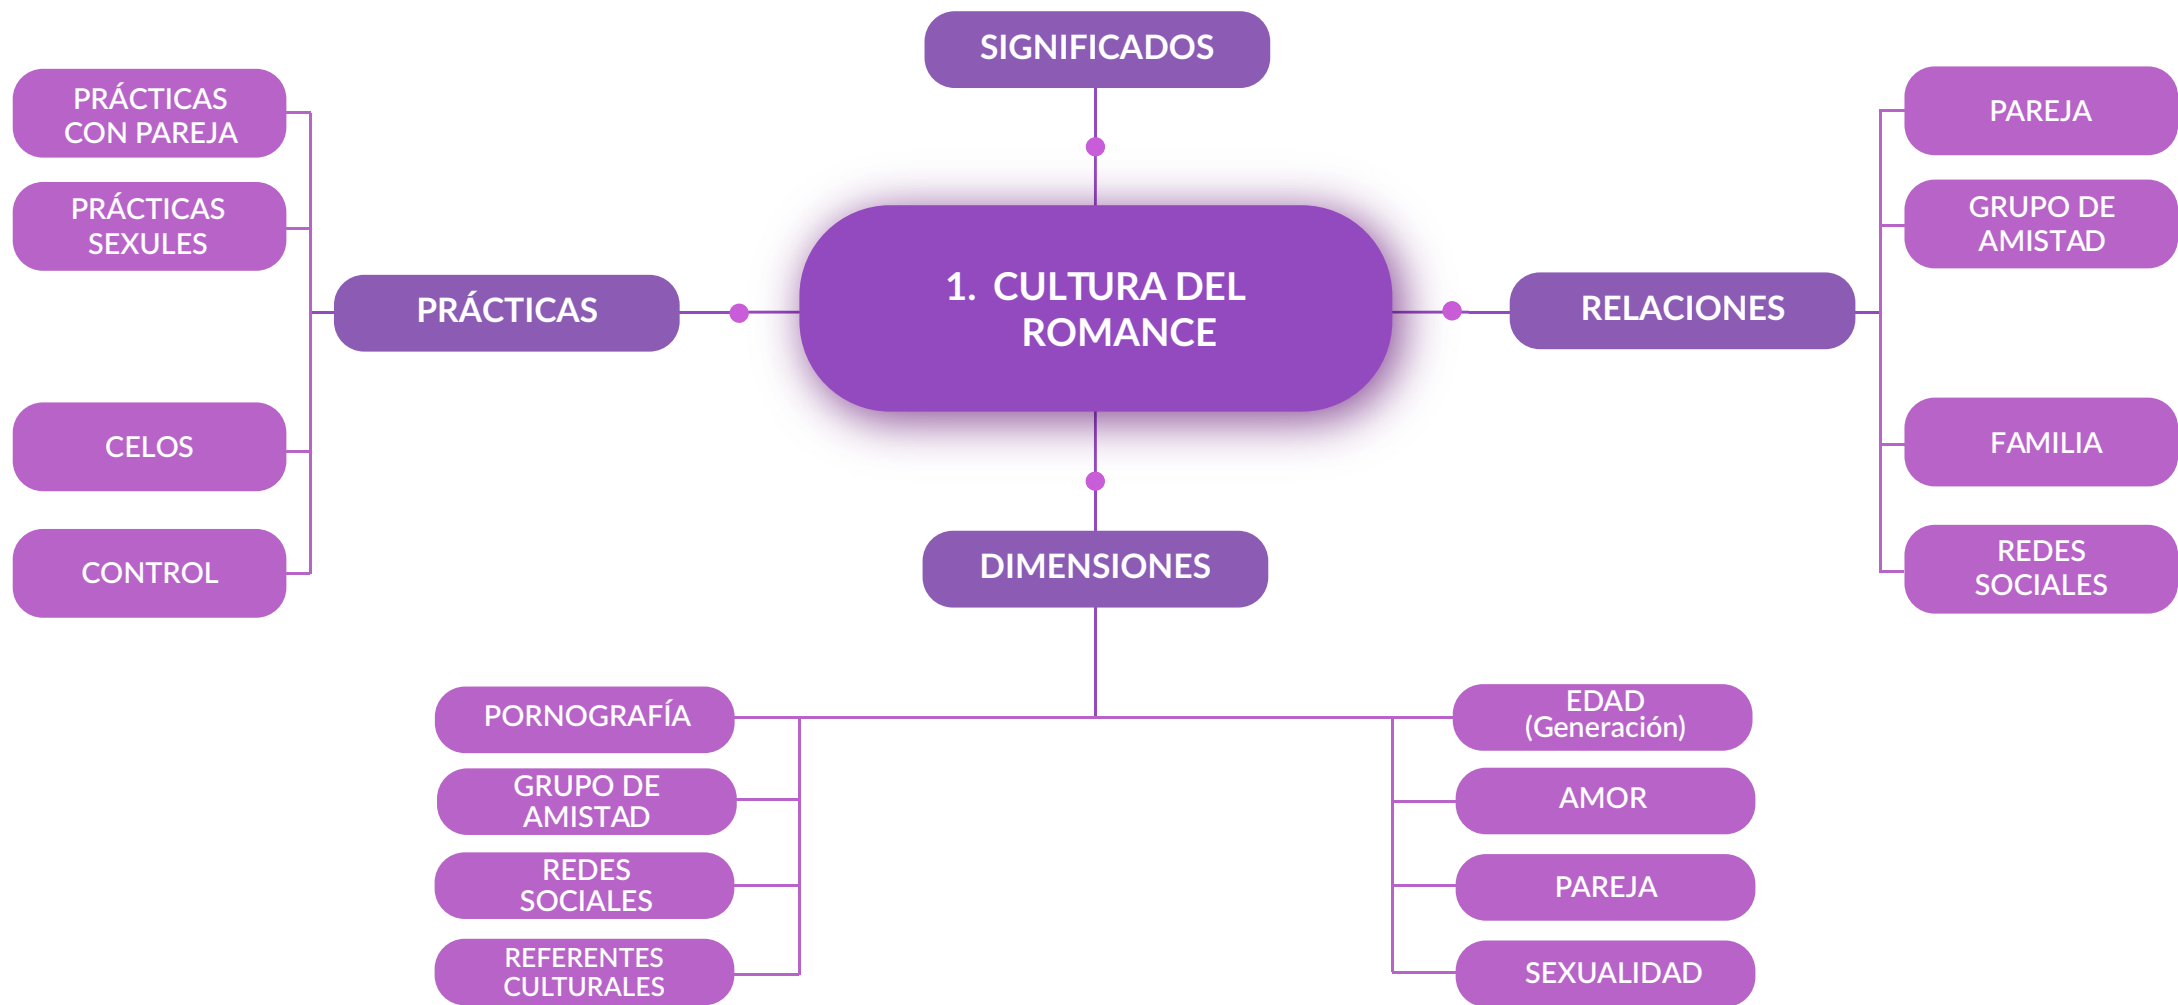 SIGNIFICADOS
PRÁCTICAS
CON PAREJA
PRÁCTICAS
SEXULES
CELOS
CONTROL
PRÁCTICAS
1. CULTURA DEL
ROMANCE
RELACIONES
PAREJA
GRUPO DE
AMISTAD
FAMILIA
REDES
SOCIALES
DIMENSIONES
PORNOGRAFÍA
GRUPO DE
AMISTAD
REDES
SOCIALES
REFERENTES
CULTURALES
EDAD
(Generación)
AMOR
PAREJA
SEXUALIDAD